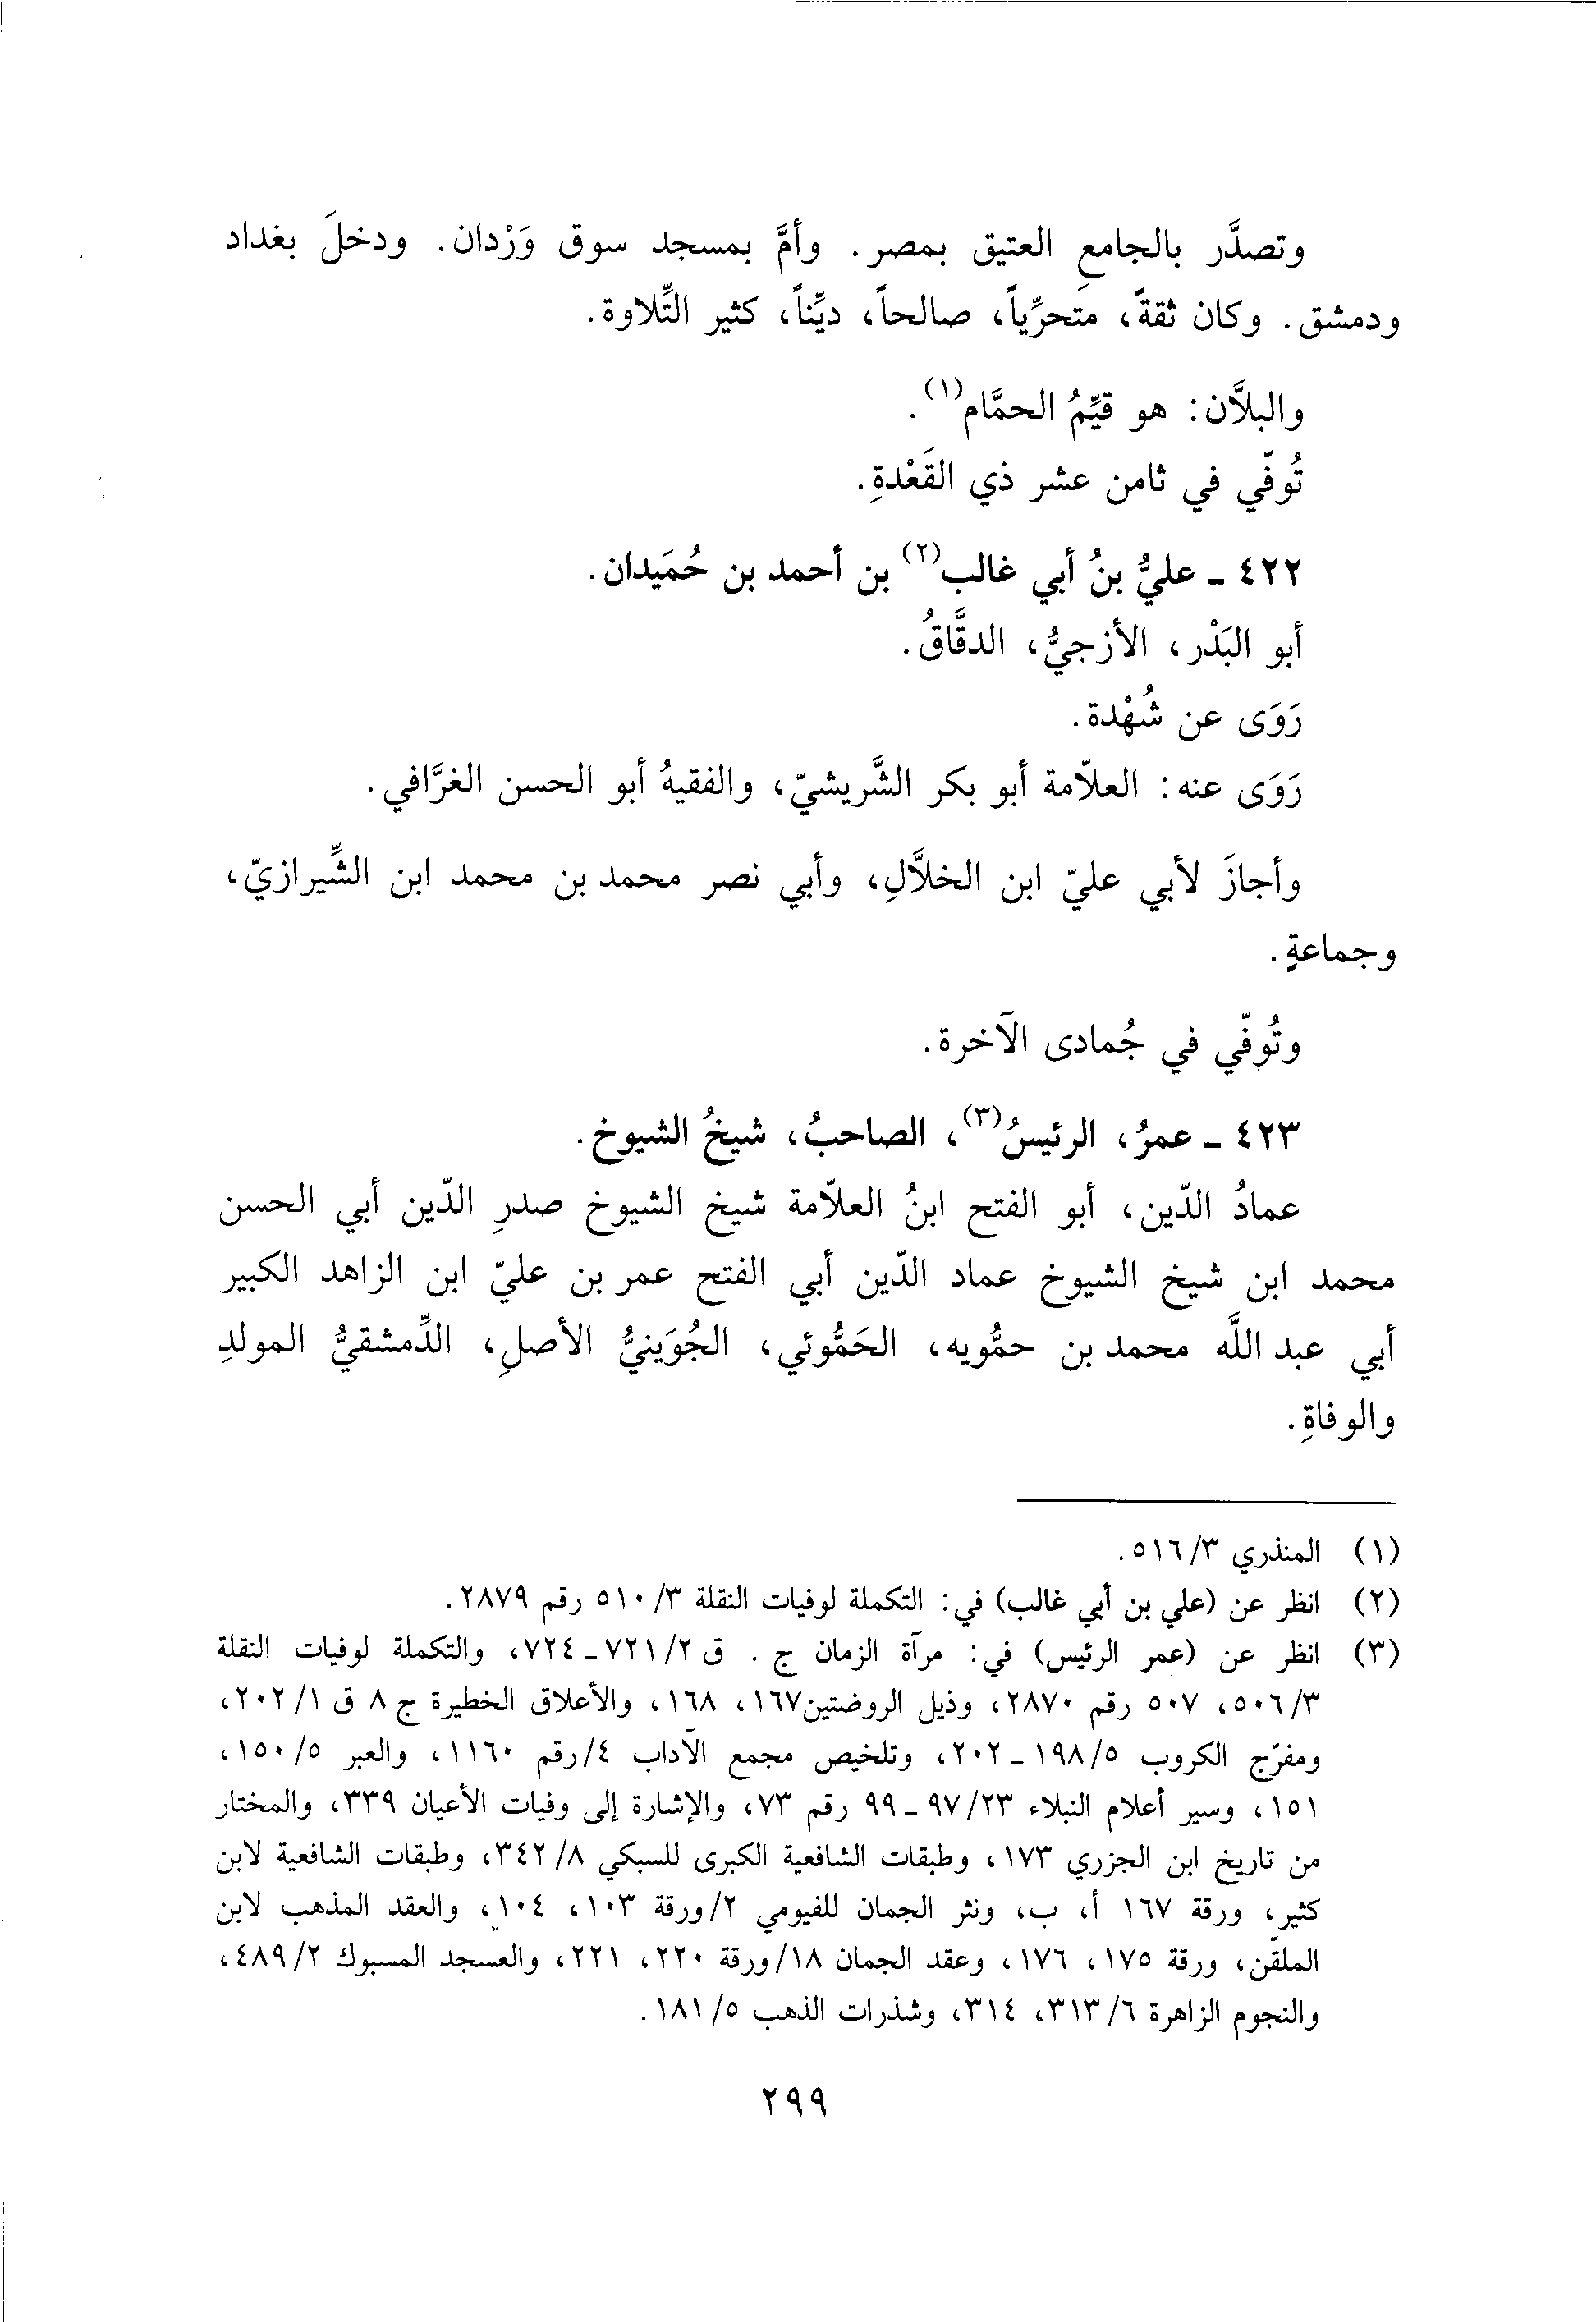 وتصدَّر بالجامعِ العتيق بمصر. وأمَّ بمسجد سوق وَرْدان. ودخلَ بغداد
ودمشق. وكان ثقةً، متحرِّياً، صالحاً، ديِّناً، كثير التِّلاوة.
والبلاَّن: هو قيِّمُ الحمَّام(١).
تُوفّي في ثامن عشر ذي القَعْدةِ.
٤٢٢ ـ عليُّ بنُ أبي غالب(٢) بن أحمد بن حُمَيدان.
أبو البَدْر، الأزجيُّ، الدقَّاقُ.
رَوَى عن شُهْدة.
رَوَى عنه: العلاّمة أبو بكر الشَّريشيّ، والفقيهُ أبو الحسن الغرَّافي.
وأجازَ لأبي عليّ ابن الخلاَّلِ، وأبي نصر محمد بن محمد ابن الشِّيرازيّ،
وجماعةٍ.
وتُوفّي في جُمادى الآخرة.
٤٢٣ ـ عمرُ، الرئيسُ(٣)، الصاحبُ، شيخُ الشيوخ.
عمادُ الدّين، أبو الفتح ابنُ العلاّمة شيخ الشيوخ صدرِ الدّين أبي الحسن
محمد ابن شيخ الشيوخ عماد الدّين أبي الفتح عمر بن عليّ ابن الزاهد الكبير
أبي عبد اللَّه محمد بن حمُّويه، الحَمُّوئي، الجُوَينيُّ الأصلِ، الدِّمشقيُّ المولدِ
والوفاةِ.
(١) المنذري ٣/ ٥١٦.
(٢) انظر عن (علي بن أبي غالب) في: التكملة لوفيات النقلة ٣/ ٥١٠ رقم ٢٨٧٩.
(٣) انظر عن (عمر الرئيس) في: مرآة الزمان ج . ق ٢/ ٧٢١ ـ ٧٢٤، والتكملة لوفيات النقلة
٣/ ٥٠٦، ٥٠٧ رقم ٢٨٧٠، وذيل الروضتين١٦٧، ١٦٨، والأعلاق الخطيرة ج ٨ ق ١/ ٢٠٢،
ومفرّج الكروب ٥/ ١٩٨ ـ ٢٠٢، وتلخيص مجمع الآداب ٤/ رقم ١١٦٠، والعبر ٥/ ١٥٠،
١٥١، وسير أعلام النبلاء ٢٣/ ٩٧ ـ ٩٩ رقم ٧٣، والإشارة إلى وفيات الأعيان ٣٣٩، والمختار
من تاريخ ابن الجزري ١٧٣، وطبقات الشافعية الكبرى للسبكي ٨/ ٣٤٢، وطبقات الشافعية لابن
كثير، ورقة ١٦٧ أ، ب، ونثر الجمان للفيومي ٢/ ورقة ١٠٣، ١٠٤، والعقد المذهب لابن
الملقّن، ورقة ١٧٥، ١٧٦، وعقد الجمان ١٨/ ورقة ٢٢٠، ٢٢١، والعسجد المسبوك ٢/ ٤٨٩،
والنجوم الزاهرة ٦/ ٣١٣، ٣١٤، وشذرات الذهب ٥/ ١٨١.
٢٩٩